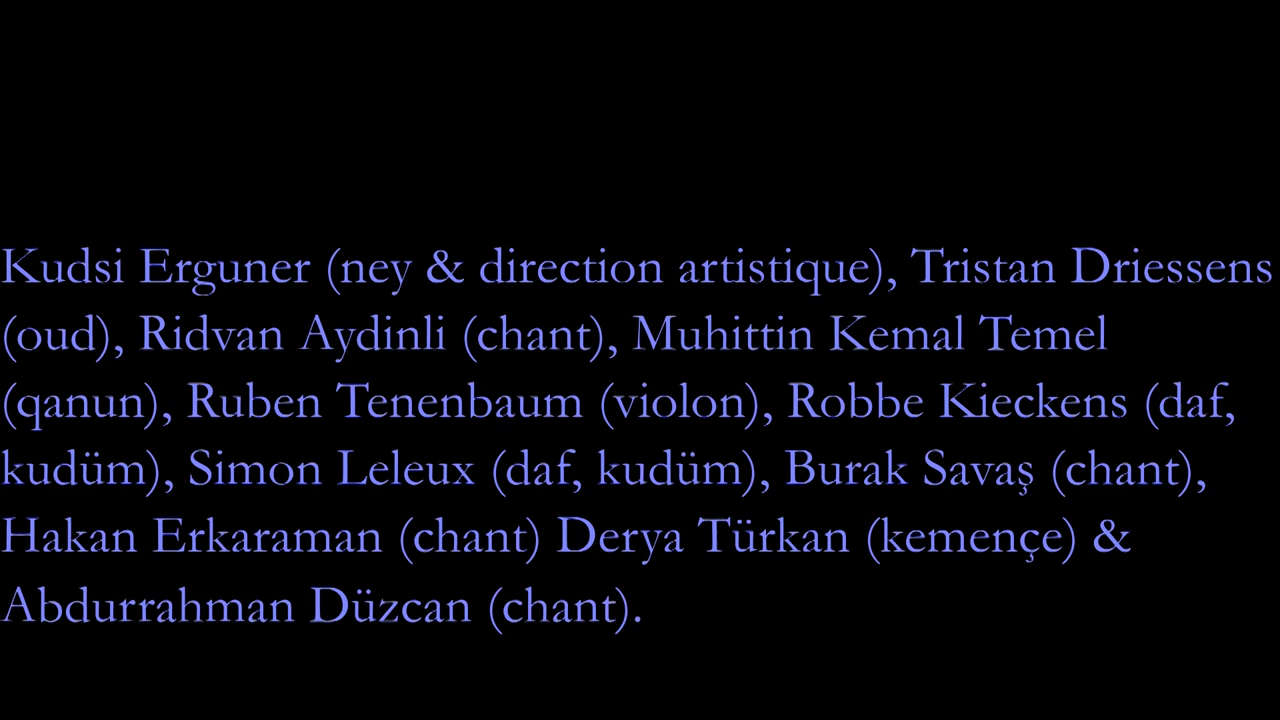 Kudsi Erguner (ney & direction artistique), Tristan Driessens
(oud), Ridvan Aydinli (chant), Muhittin Kemal Temel
(qanun), Ruben Tenenbaum (violon), Robbe Kieckens (daf,
kudüm), Simon Leleux (daf, kudüm), Burak Savaş (chant),
Hakan Erkaraman (chant) Derya Türkan (kemençe) &
Abdurrahman Düzcan (chant).